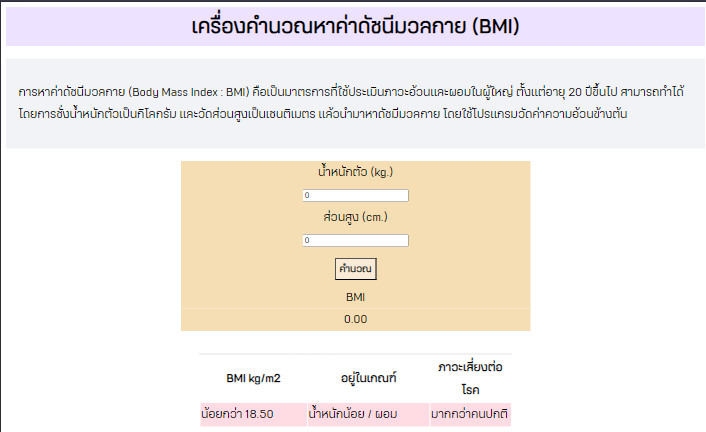 เครื่องคำนวณหาค่าดัชนีมวลกาย (BMI)
การหาค่าดัชนีมวลกาย (Body Mass Index : BMI) คือเป็นมาตรการที่ใช้ประเมินภาวะอ้วนและผอมในผู้ใหญ่ ตั้งแต่อายุ 20 ปีขึ้นไป สามารถทำได้
โดยการชั่งน้ำหนักตัวเป็นกิโลกรัม และวัดส่วนสูงเป็นเซนติเมตร แล้วนำมาหาดัชมีมวลกาย โดยใช้โปรแกรมวัดค่าความอ้วนข้างต้น
น้ำหนักตัว (kg.)
0
ส่วนสูง (cm.)
0
คำนวณ
BMI
0.00
BMI kg/m2 อยู่ในเกณฑ์ ภาวะเสี่ยงต่อ
โรค
น้อยกว่า 18.50 น้ำหนักน้อย / ผอม มากกว่าคนปกติ